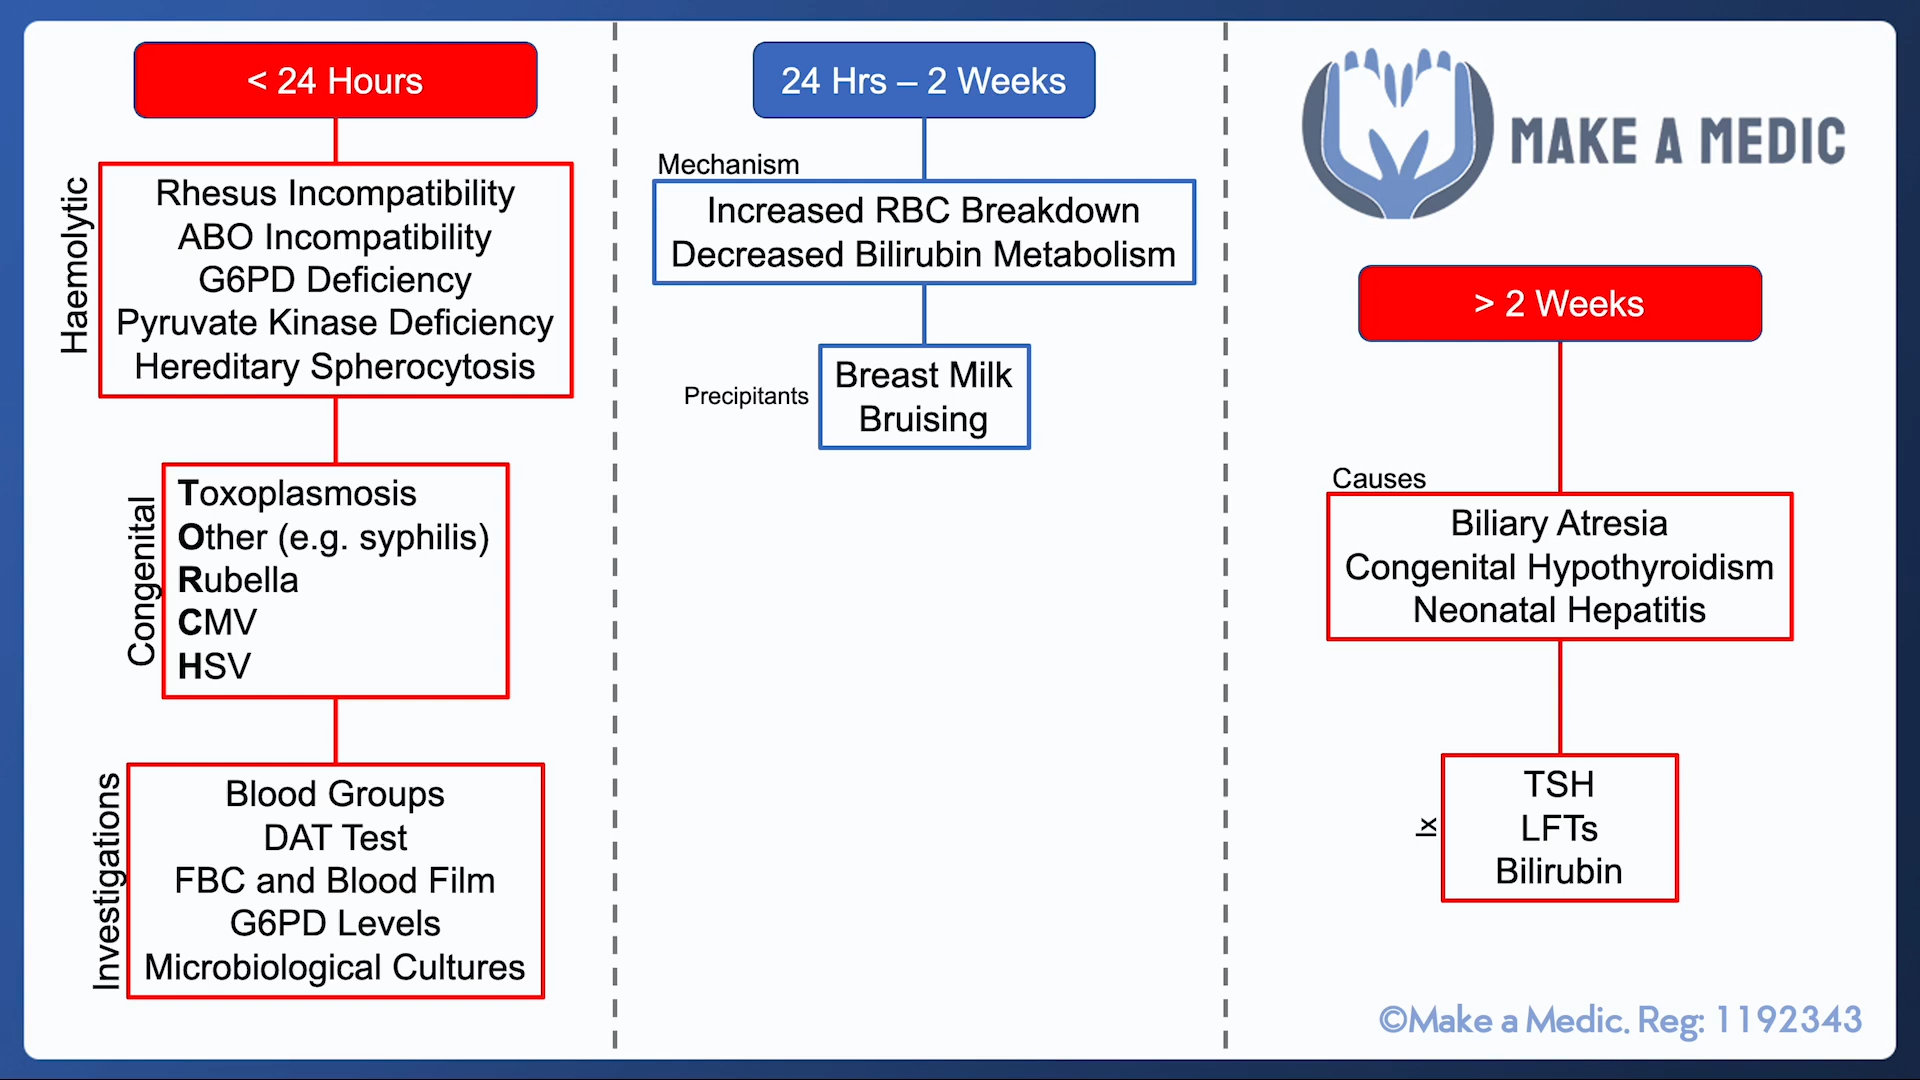 < 24 Hours
Haemolytic
Rhesus Incompatibility
ABO Incompatibility
G6PD Deficiency
Pyruvate Kinase Deficiency
Hereditary Spherocytosis
Congenital
Toxoplasmosis
Other (e.g. syphilis)
Rubella
CMV
HSV
Investigations
Blood Groups
DAT Test
FBC and Blood Film
G6PD Levels
Microbiological Cultures
24 Hrs – 2 Weeks
Mechanism
Increased RBC Breakdown
Decreased Bilirubin Metabolism
Precipitants
Breast Milk
Bruising
MAKE A MEDIC
> 2 Weeks
Causes
Biliary Atresia
Congenital Hypothyroidism
Neonatal Hepatitis
Ix
TSH
LFTs
Bilirubin
©Make a Medic. Reg: 1192343